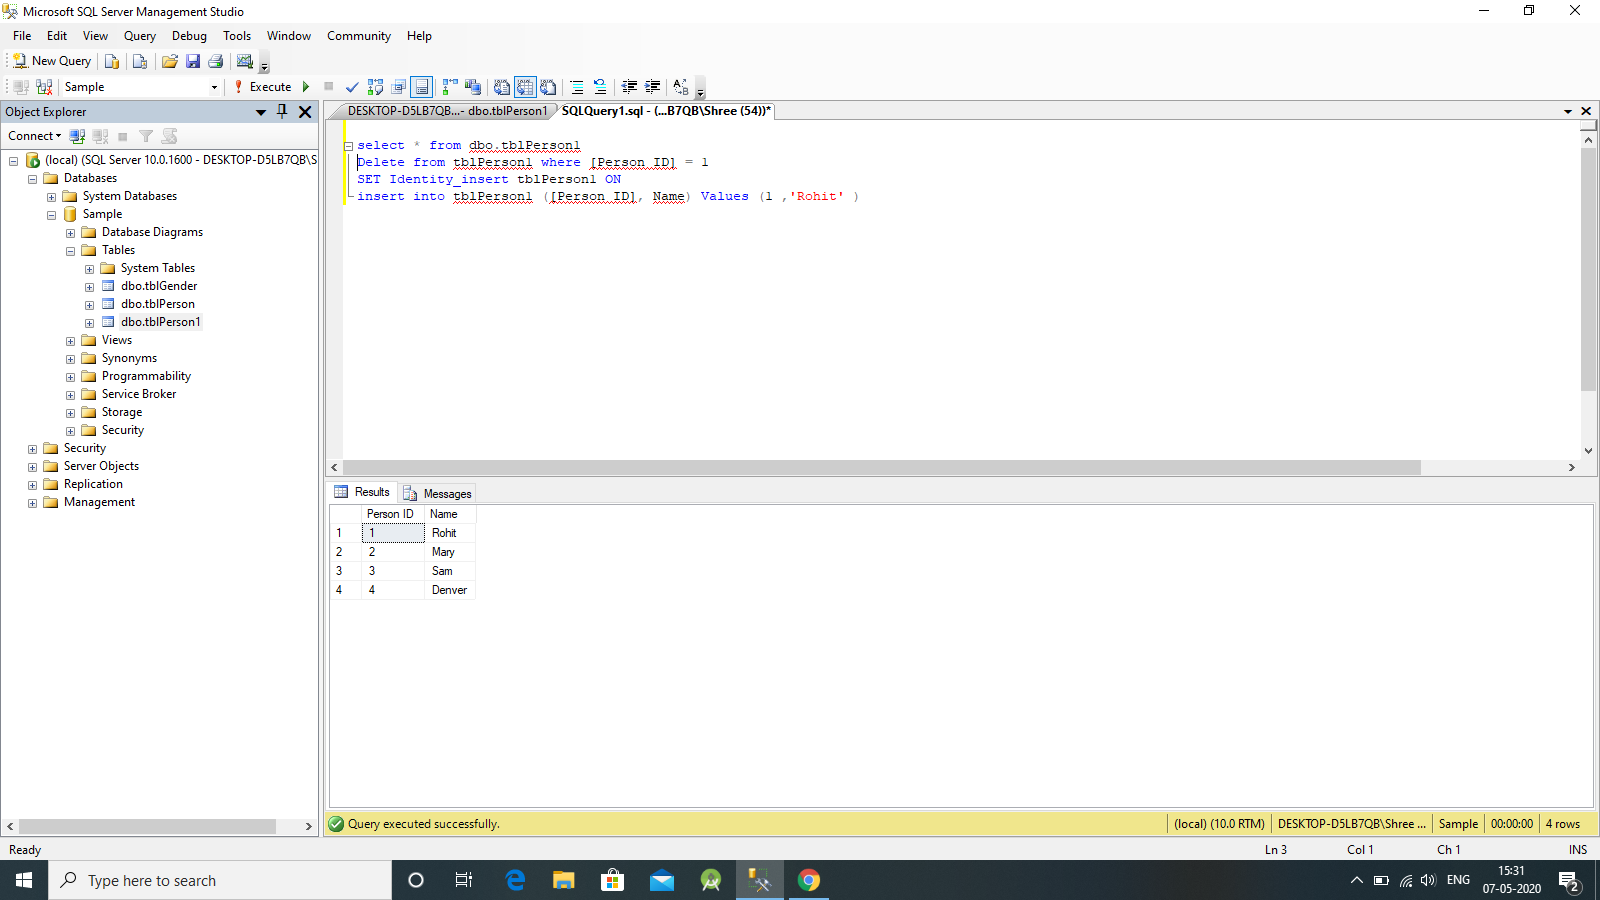 Microsoft SQL Server Management Studio
File Edit View Query Debug Tools Window Community Help
New Query
Sample Execute
Object Explorer
Connect
(local) (SQL Server 10.0.1600 - DESKTOP-D5LB7QB\S
Databases
System Databases
Sample
Database Diagrams
Tables
System Tables
dbo.tblGender
dbo.tblPerson
dbo.tblPerson1
Views
Synonyms
Programmability
Service Broker
Storage
Security
Security
Server Objects
Replication
Management
DESKTOP-D5LB7QB...- dbo.tblPerson1 SQLQuery1.sql - (...B7QB\Shree (54))*
select * from dbo.tblPerson1
Delete from tblPerson1 where [Person ID] = 1
SET Identity_insert tblPerson1 ON
insert into tblPerson1 ([Person ID], Name) Values (1 ,'Rohit' )
Results Messages
Person ID Name
1 1 Rohit
2 2 Mary
3 3 Sam
4 4 Denver
Query executed successfully. (local) (10.0 RTM) DESKTOP-D5LB7QB\Shree ... Sample 00:00:00 4 rows
Ready Ln 3 Col 1 Ch 1 INS
Type here to search ENG 15:31
07-05-2020 2